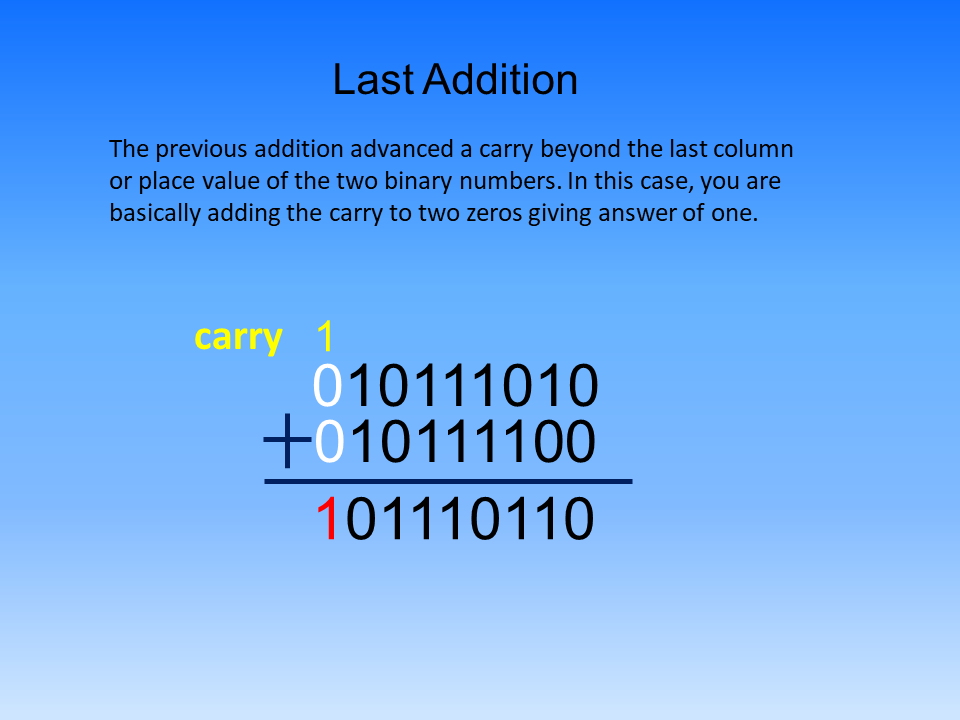 Last Addition
The previous addition advanced a carry beyond the last column
or place value of the two binary numbers. In this case, you are
basically adding the carry to two zeros giving answer of one.
carry 1
010111010
+ 010111100
101110110